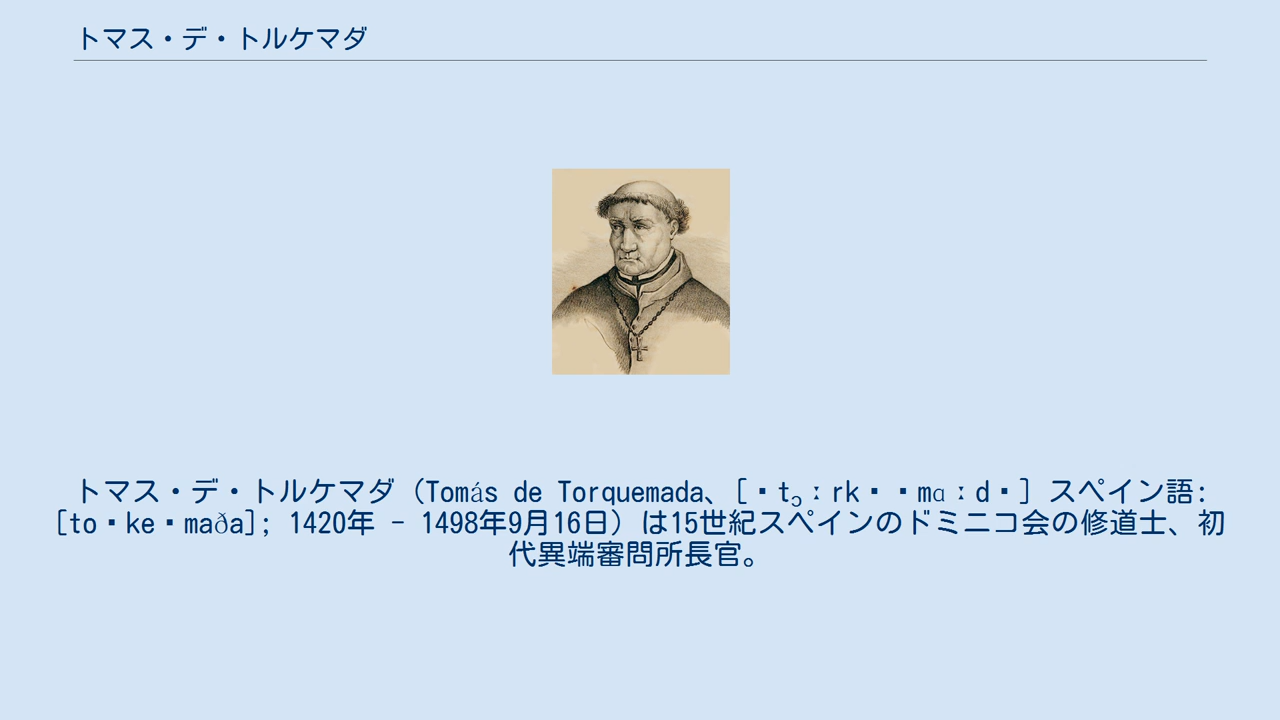 トマス・デ・トルケマダ
トマス・デ・トルケマダ（Tomás de Torquemada、[▪tɔːrk▪▪mɑːd▪] スペイン語:
[to▪ke▪maða]; 1420年 - 1498年9月16日）は15世紀スペインのドミニコ会の修道士、初
代異端審問所長官。